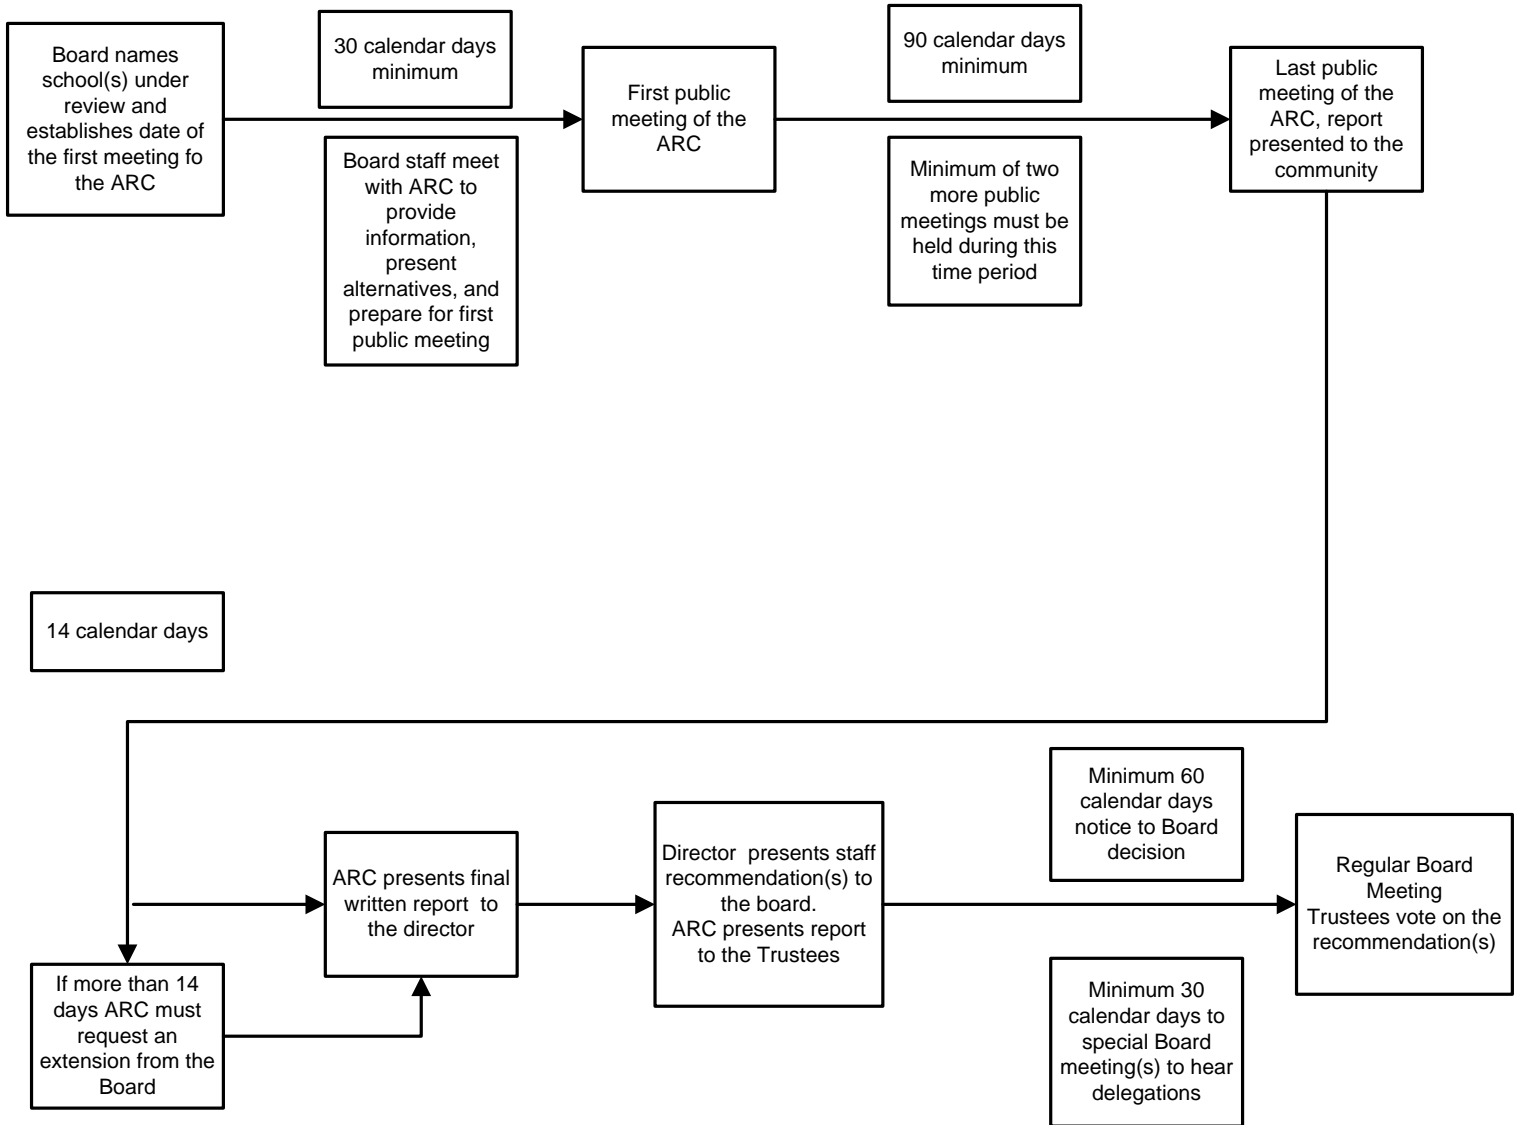 Board names
school(s) under
review and
establishes date of
the first meeting fo
the ARC
30 calendar days
minimum
Board staff meet
with ARC to
provide
information,
present
alternatives, and
prepare for first
public meeting
First public
meeting of the
ARC
90 calendar days
minimum
Minimum of two
more public
meetings must be
held during this
time period
Last public
meeting of the
ARC, report
presented to the
community
14 calendar days
If more than 14
days ARC must
request an
extension from the
Board
ARC presents final
written report to
the director
Director presents staff
recommendation(s) to
the board.
ARC presents report
to the Trustees
Minimum 60
calendar days
notice to Board
decision
Minimum 30
calendar days to
special Board
meeting(s) to hear
delegations
Regular Board
Meeting
Trustees vote on the
recommendation(s)